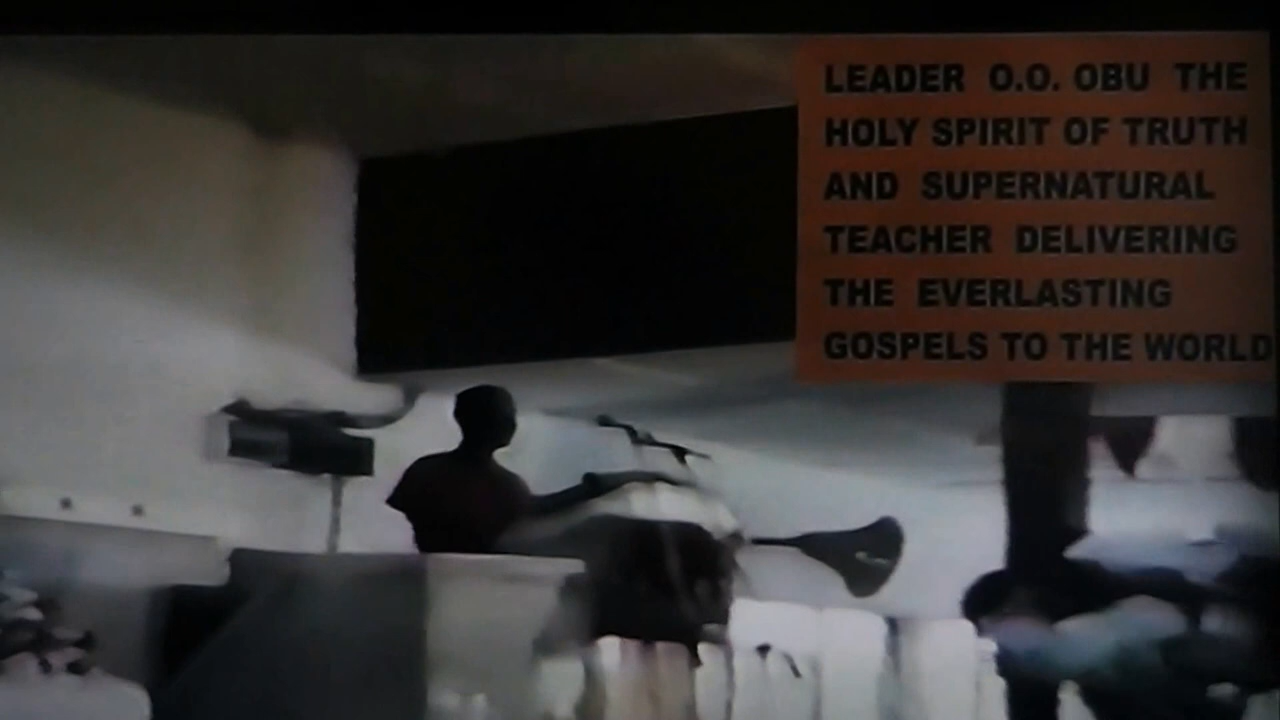 LEADER O.O. OBU THE
HOLY SPIRIT OF TRUTH
AND SUPERNATURAL
TEACHER DELIVERING
THE EVERLASTING
GOSPELS TO THE WORLD